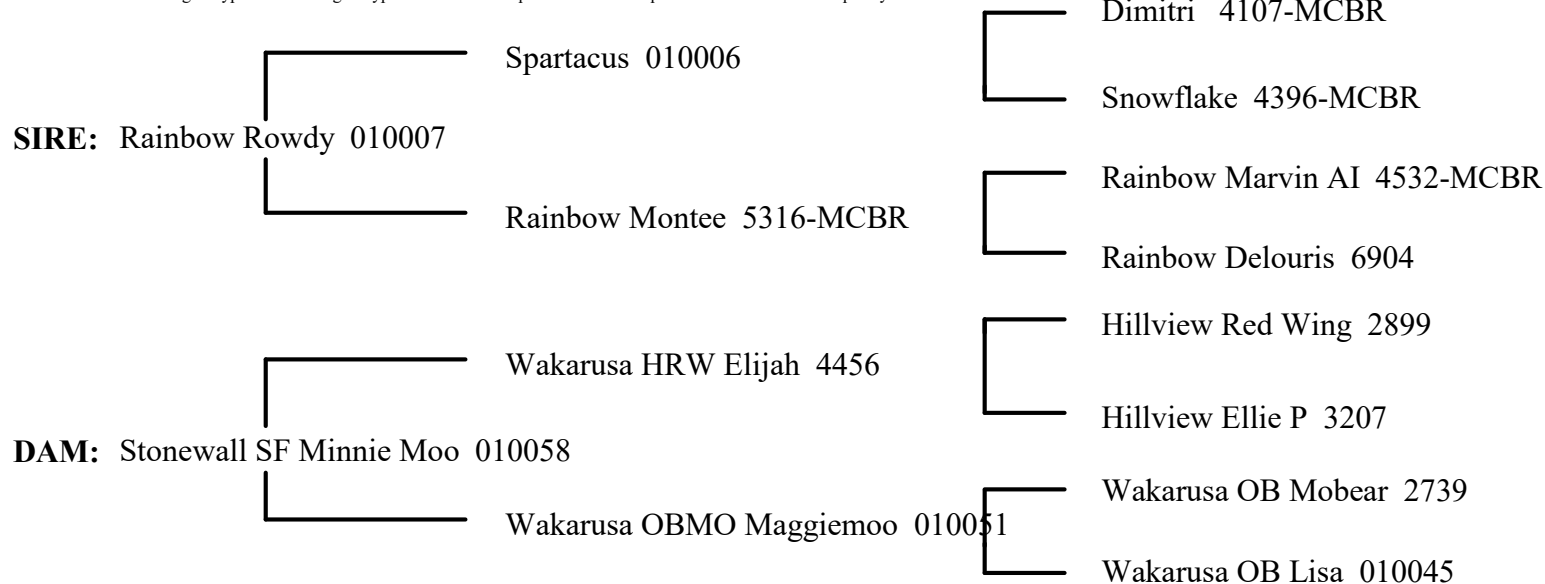 Dimitri 4107-MCBR
Spartacus 010006
Snowflake 4396-MCBR
SIRE: Rainbow Rowdy 010007
Rainbow Marvin AI 4532-MCBR
Rainbow Montee 5316-MCBR
Rainbow Delouris 6904
Hillview Red Wing 2899
Wakarusa HRW Elijah 4456
Hillview Ellie P 3207
DAM: Stonewall SF Minnie Moo 010058
Wakarusa OB Mobear 2739
Wakarusa OBMO Maggiemoo 010051
Wakarusa OB Lisa 010045